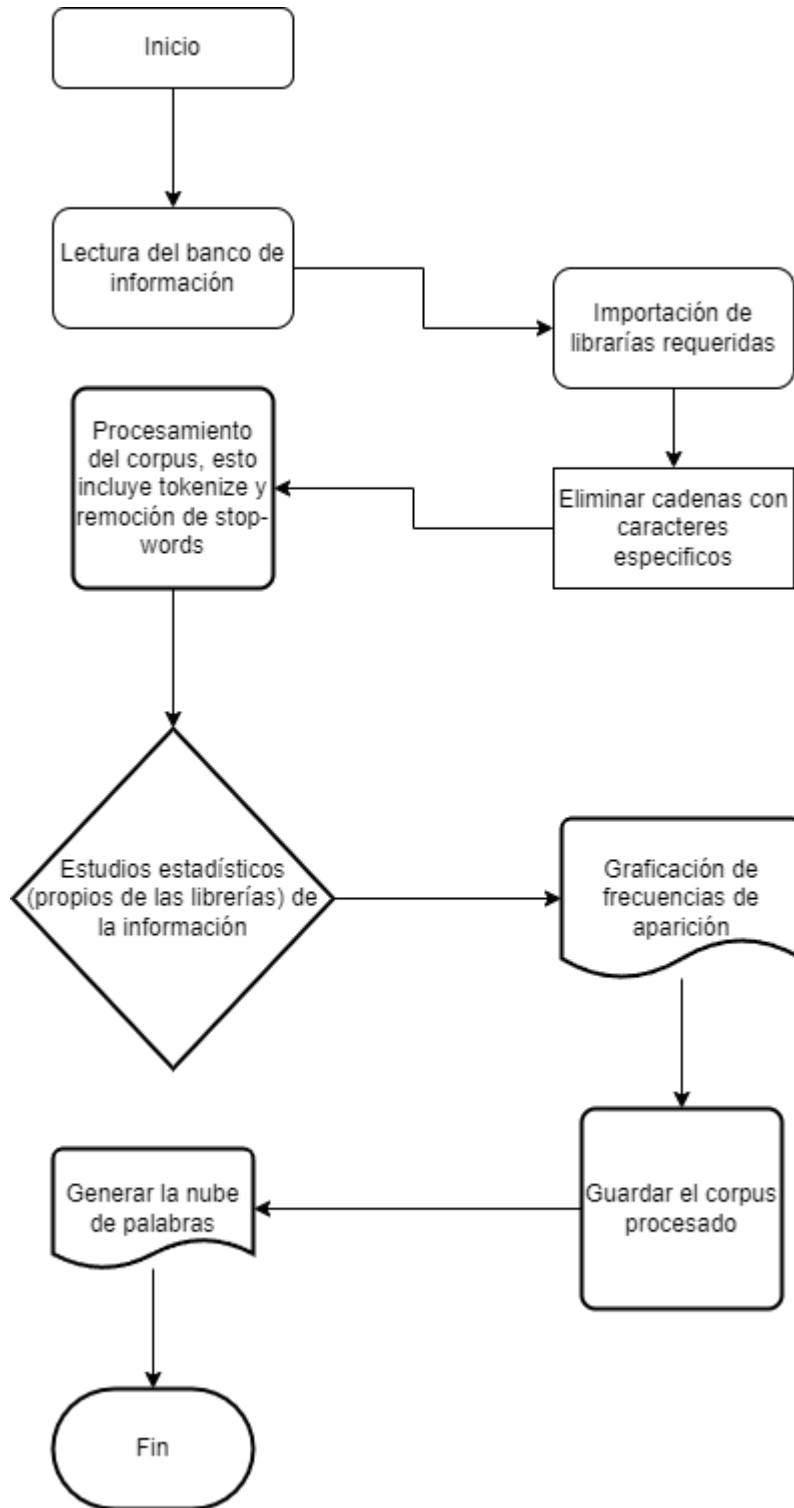 Inicio
Lectura del banco de
información
Importación de
librarías requeridas
Eliminar cadenas con
caracteres
especificos
Procesamiento
del corpus, esto
incluye tokenize y
remoción de stop-
words
Estudios estadísticos
(propios de las librerías) de
la información
Graficación de
frecuencias de
aparición
Guardar el corpus
procesado
Generar la nube
de palabras
Fin